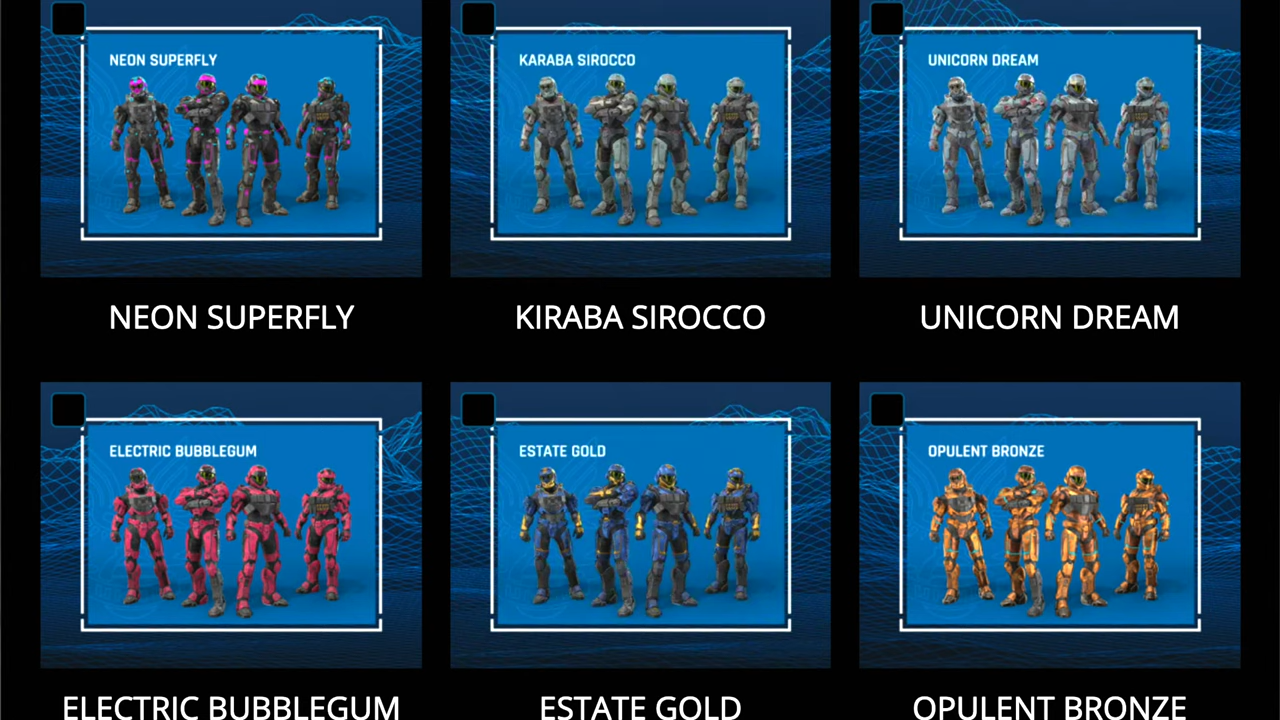 NEON SUPERFLY
KARABA SIROCCO
UNICORN DREAM
NEON SUPERFLY
KIRABA SIROCCO
UNICORN DREAM
ELECTRIC BUBBLEGUM
ESTATE GOLD
OPULENT BRONZE
ELECTRIC BUBBLEGUM
ESTATE GOLD
OPULENT BRONZE